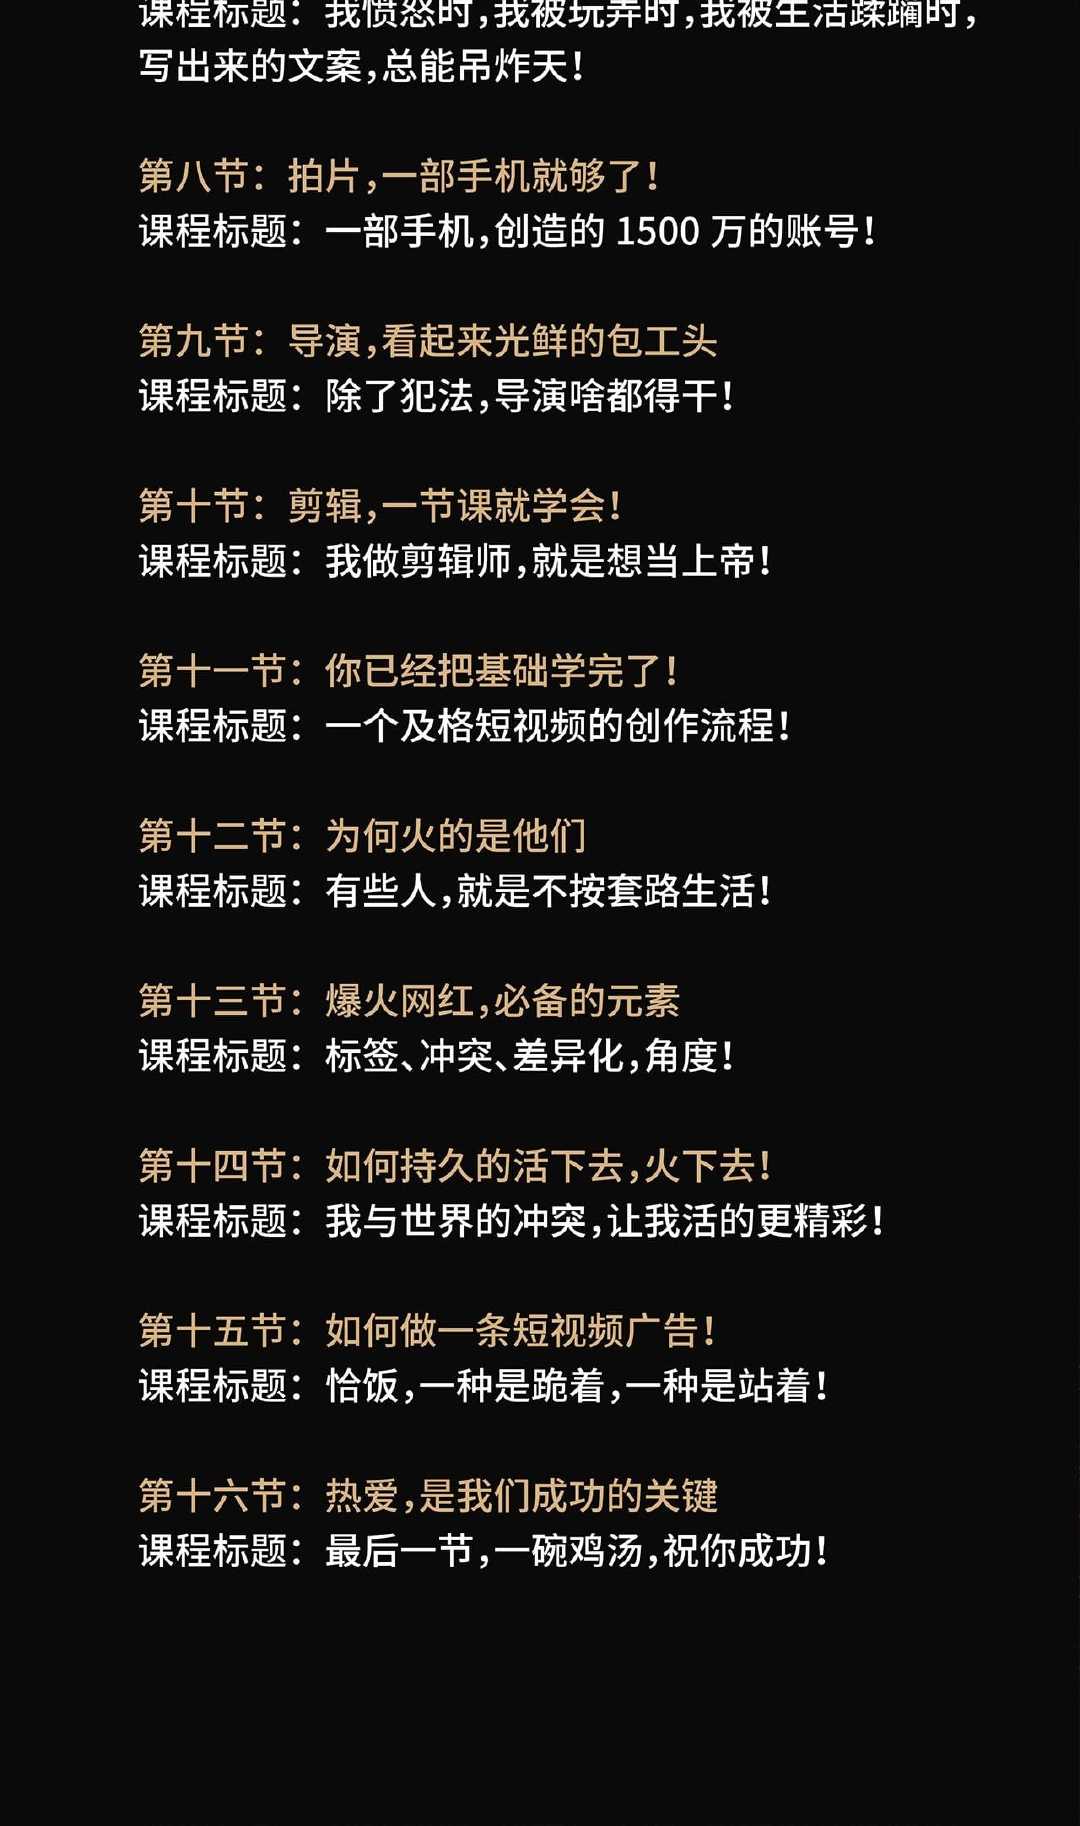 课程标题：我愤怒时，我被玩弄时，我被生活蹂躏时，
写出来的文案，总能吊炸天！
第八节：拍片，一部手机就够了！
课程标题：一部手机，创造的 1500 万的账号！
第九节：导演，看起来光鲜的包工头
课程标题：除了犯法，导演啥都得干！
第十节：剪辑，一节课就学会！
课程标题：我做剪辑师，就是想当上帝！
第十一节：你已经把基础学完了！
课程标题：一个及格短视频的创作流程！
第十二节：为何火的是他们
课程标题：有些人，就是不按套路生活！
第十三节：爆火网红，必备的元素
课程标题：标签、冲突、差异化，角度！
第十四节：如何持久的活下去，火下去！
课程标题：我与世界的冲突，让我活的更精彩！
第十五节：如何做一条短视频广告！
课程标题：恰饭，一种是跪着，一种是站着！
第十六节：热爱，是我们成功的关键
课程标题：最后一节，一碗鸡汤，祝你成功！